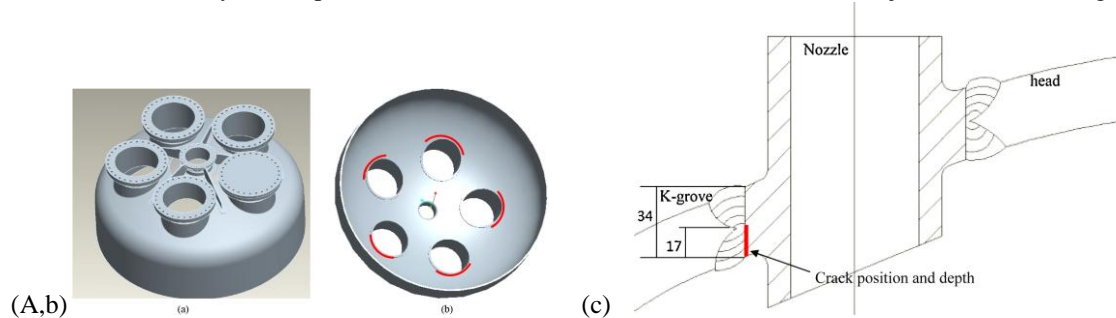 Nozzle
head
K-grove
34
17
Crack position and depth
(A,b)
(a)
(b)
(c)